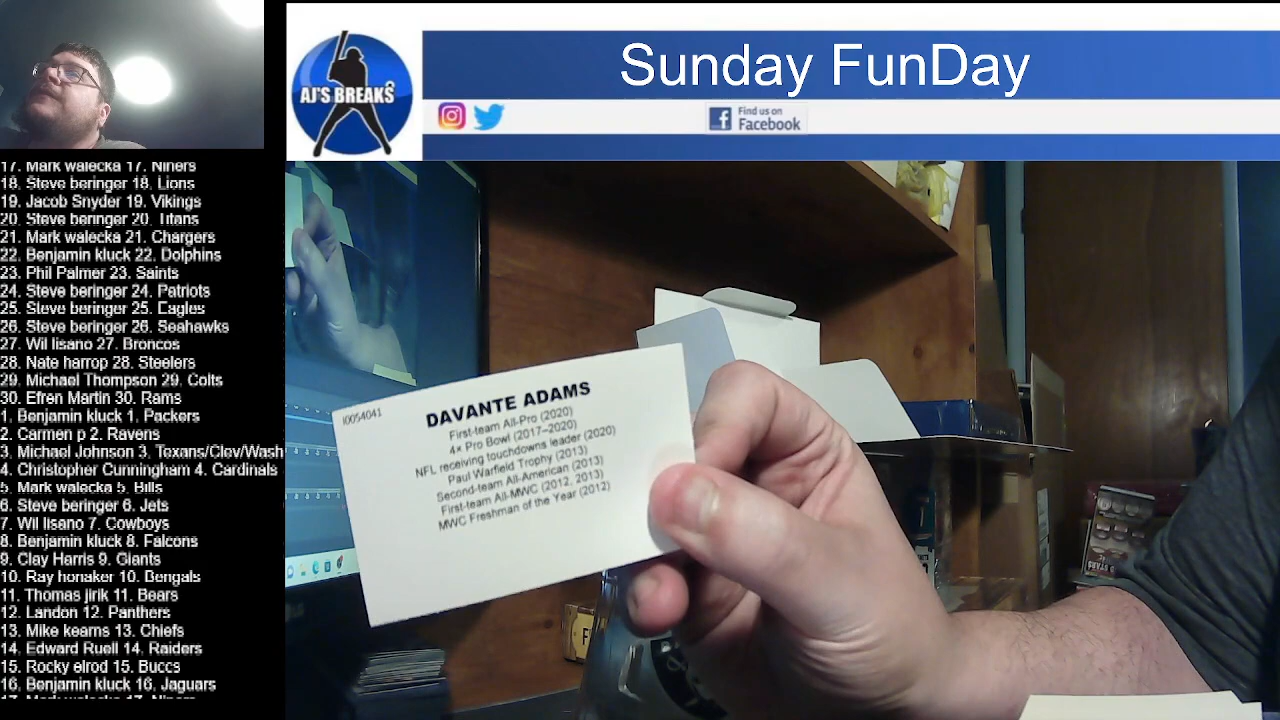 AJ'S BREAKS
Sunday FunDay
Find us on
Facebook
17. Mark walecka 17. Niners
18. Steve beringer 18. Lions
19. Jacob Snyder 19. Vikings
20. Steve beringer 20. Titans
21. Mark walecka 21. Chargers
22. Benjamin kluck 22. Dolphins
23. Phil Palmer 23. Saints
24. Steve beringer 24. Patriots
25. Steve beringer 25. Eagles
26. Steve beringer 26. Seahawks
27. Wil lisano 27. Broncos
28. Nate harrop 28. Steelers
29. Michael Thompson 29. Colts
30. Efren Martin 30. Rams
1. Benjamin kluck 1. Packers
2. Carmen p 2. Ravens
3. Michael Johnson 3. Texans/Clev/Wash
4. Christopher Cunningham 4. Cardinals
5. Mark walecka 5. Bills
6. Steve beringer 6. Jets
7. Wil lisano 7. Cowboys
8. Benjamin kluck 8. Falcons
9. Clay Harris 9. Giants
10. Ray honaker 10. Bengals
11. Thomas jirik 11. Bears
12. Landon 12. Panthers
13. Mike kearns 13. Chiefs
14. Edward Ruell 14. Raiders
15. Rocky elrod 15. Buccs
16. Benjamin kluck 16. Jaguars
17. Mark walecka 17. Niners
i0054041
DAVANTE ADAMS
First-team All-Pro (2020)
4× Pro Bowl (2017–2020)
NFL receiving touchdowns leader (2020)
Paul Warfield Trophy (2013)
Second-team All-American (2013)
First-team All-MWC (2012, 2013)
MWC Freshman of the Year (2012)